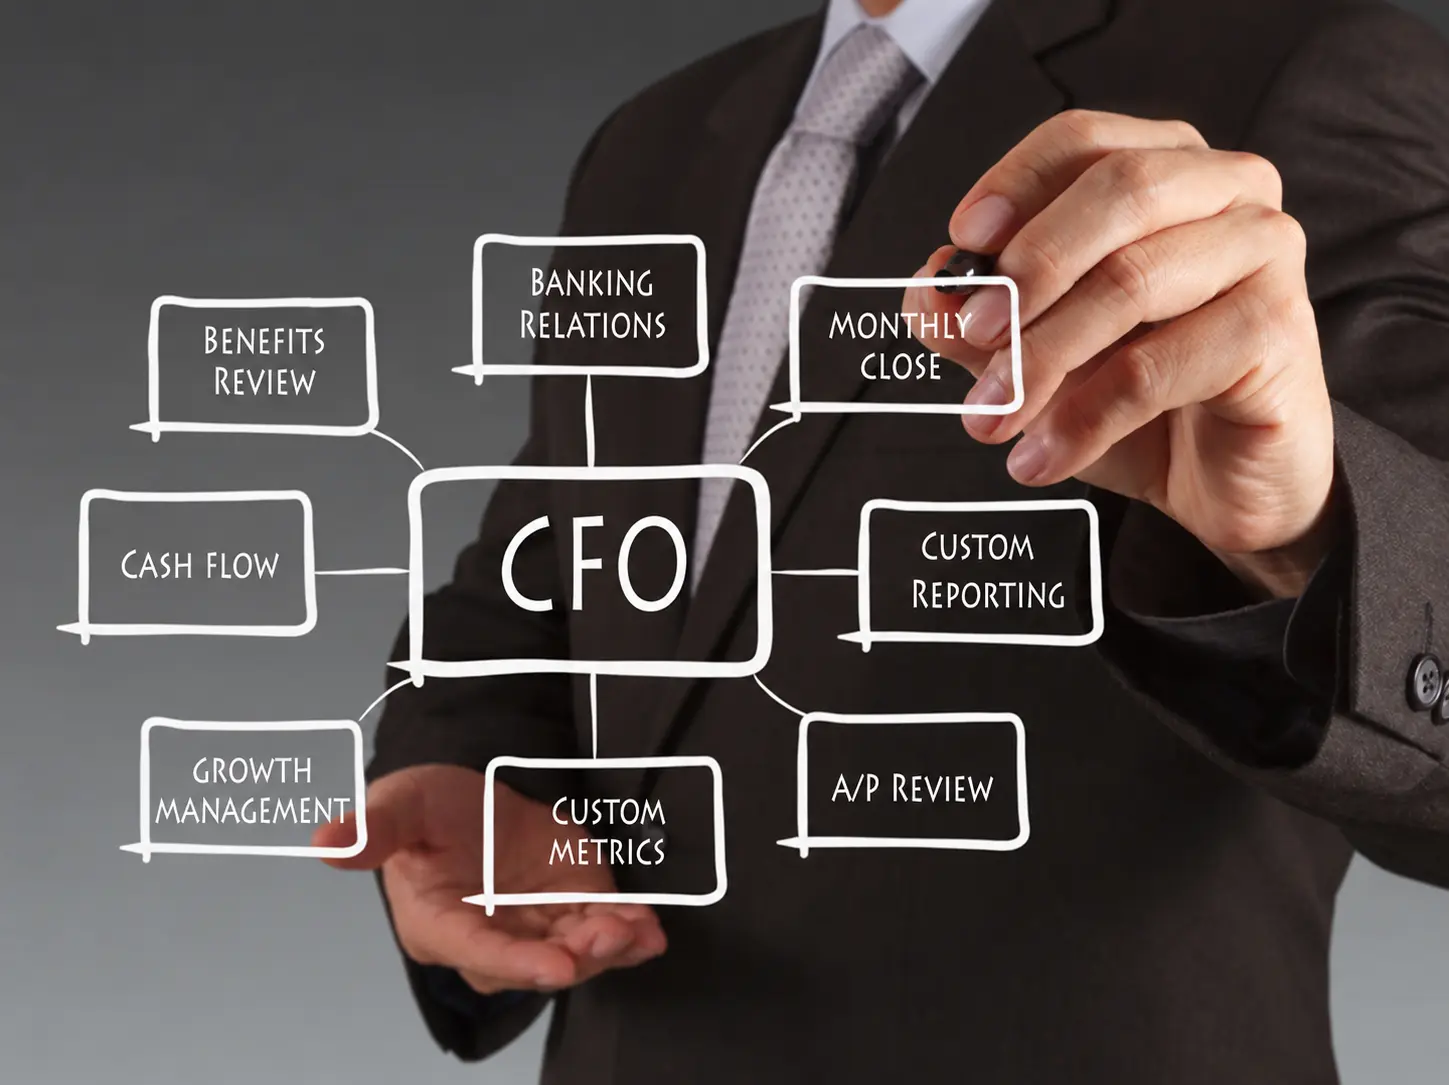 BANKING
RELATIONS
BENEFITS
REVIEW
MONTHLY
CLOSE
CASH FLOW
CFO
CUSTOM
REPORTING
GROWTH
MANAGEMENT
CUSTOM
METRICS
A/P REVIEW